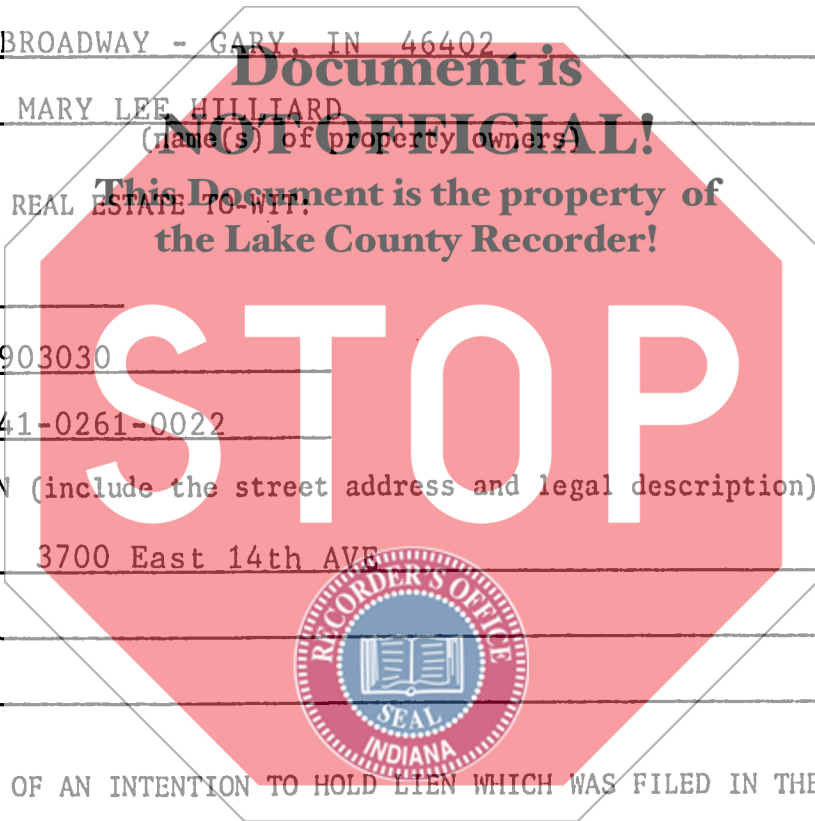 BROADWAY - GARY, IN 46402
Document is
MARY LEE HILLIARD
NOT OFFICIAL!
(name(s) of property owners)
This Document is the property of
REAL ESTATE TO-WIT:
the Lake County Recorder!
STOP
903030
41-0261-0022
(include the street address and legal description)
3700 East 14th AVE
RECORDER'S OFFICE
SEAL
INDIANA
OF AN INTENTION TO HOLD LIEN WHICH WAS FILED IN THE